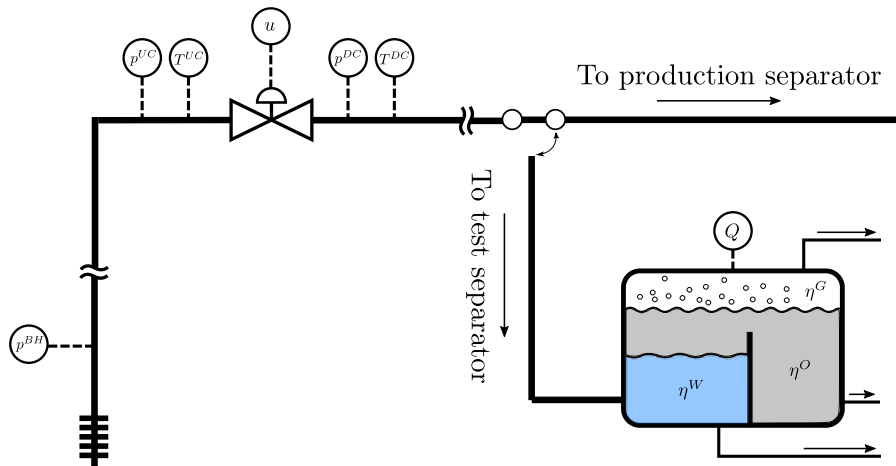 u
p^{UC} T^{UC} p^{DC} T^{DC}
To production separator
To test separator
Q
η^G
p^{BH}
η^O
η^W